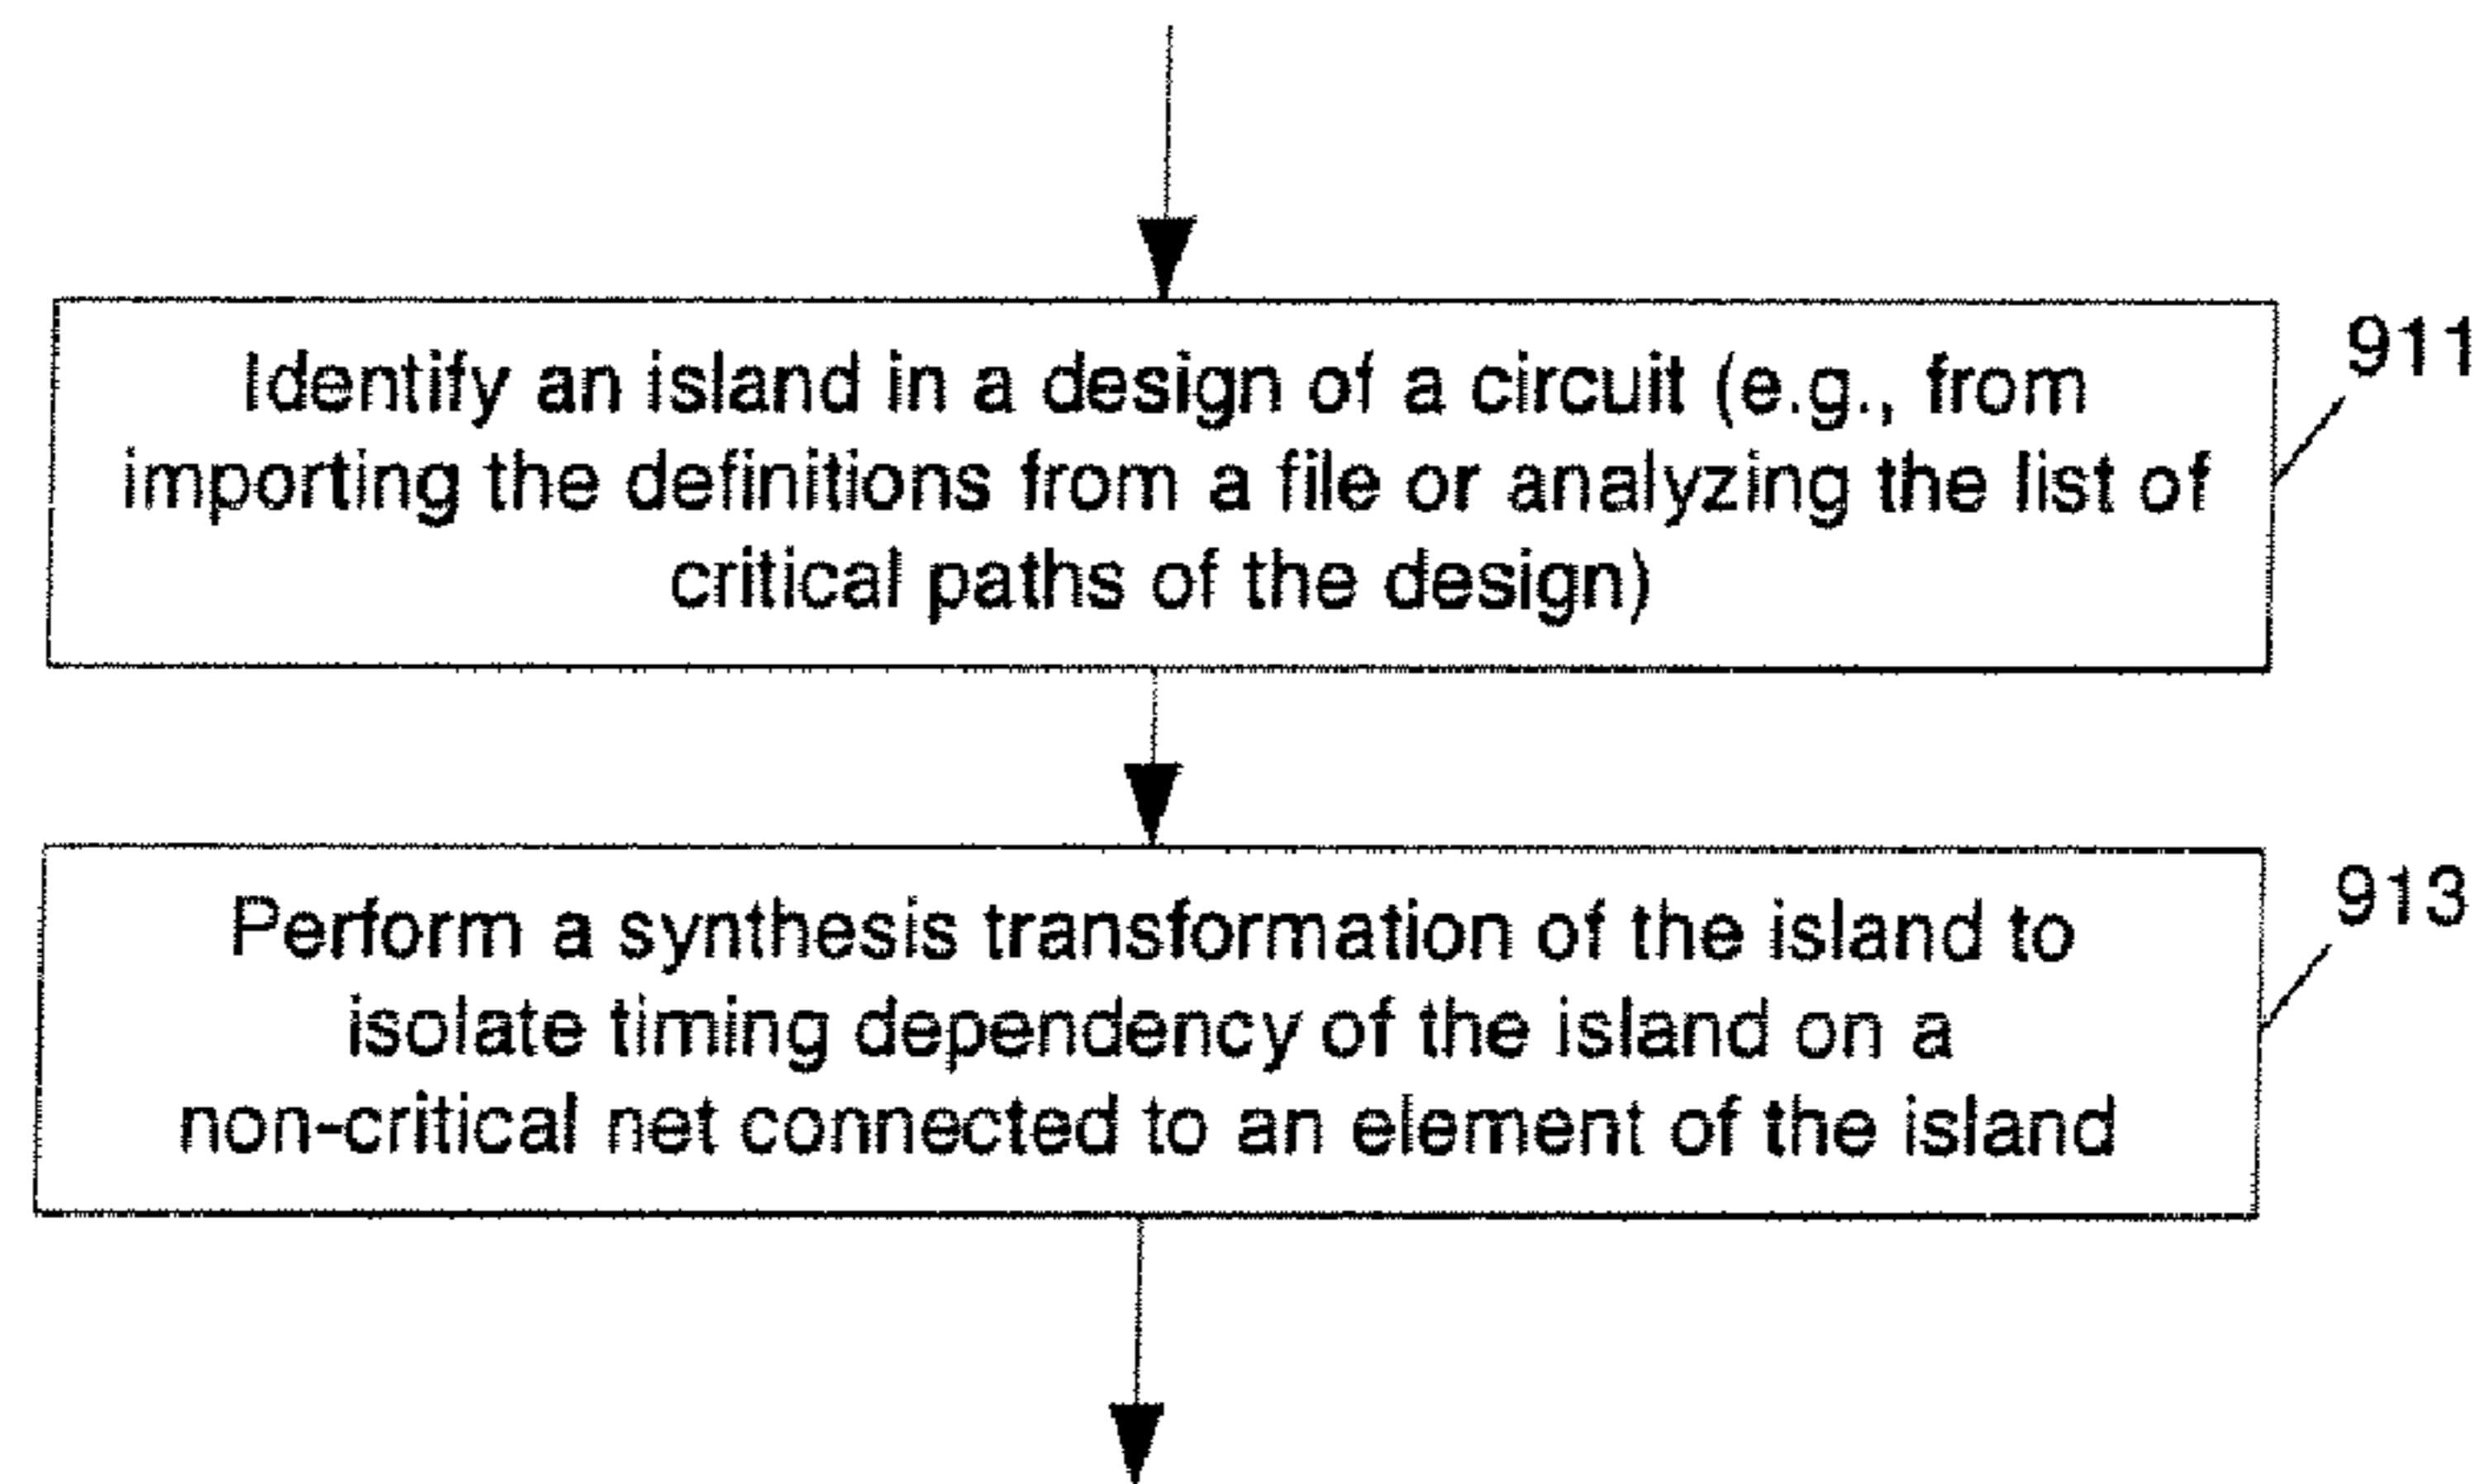 Identify an island in a design of a circuit (e.g., from
importing the definitions from a file or analyzing the list of
critical paths of the design)
911
Perform a synthesis transformation of the island to
isolate timing dependency of the island on a
non-critical net connected to an element of the island
913